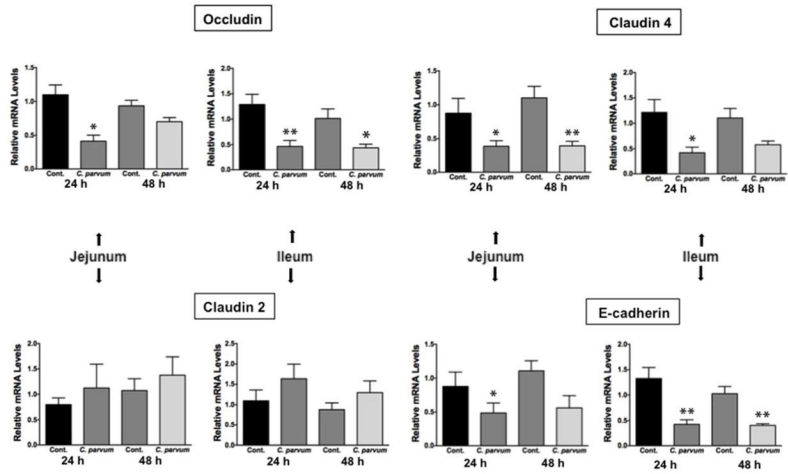 Occludin
Claudin 4
Relative mRNA Levels
1.5
1.0
0.5
0.0
*
Cont. C. parvum Cont. C. parvum
24 h 48 h
Relative mRNA Levels
2.0
1.5
1.0
0.5
0.0
** *
Cont. C. parvum Cont. C. parvum
24 h 48 h
Relative mRNA Levels
1.5
1.0
0.5
0.0
* **
Cont. C. parvum Cont. C. parvum
24 h 48 h
Relative mRNA Levels
2.0
1.5
1.0
0.5
0.0
*
Cont. C. parvum Cont. C. parvum
24 h 48 h
Jejunum Ileum Jejunum Ileum
Claudin 2
E-cadherin
Relative mRNA Levels
2.0
1.5
1.0
0.5
0.0
Cont. C. parvum Cont. C. parvum
24 h 48 h
Relative mRNA Levels
2.5
2.0
1.5
1.0
0.5
0.0
Cont. C. parvum Cont. C. parvum
24 h 48 h
Relative mRNA Levels
1.5
1.0
0.5
0.0
*
Cont. C. parvum Cont. C. parvum
24 h 48 h
Relative mRNA Levels
2.0
1.5
1.0
0.5
0.0
** **
Cont. C. parvum Cont. C. parvum
24 h 48 h